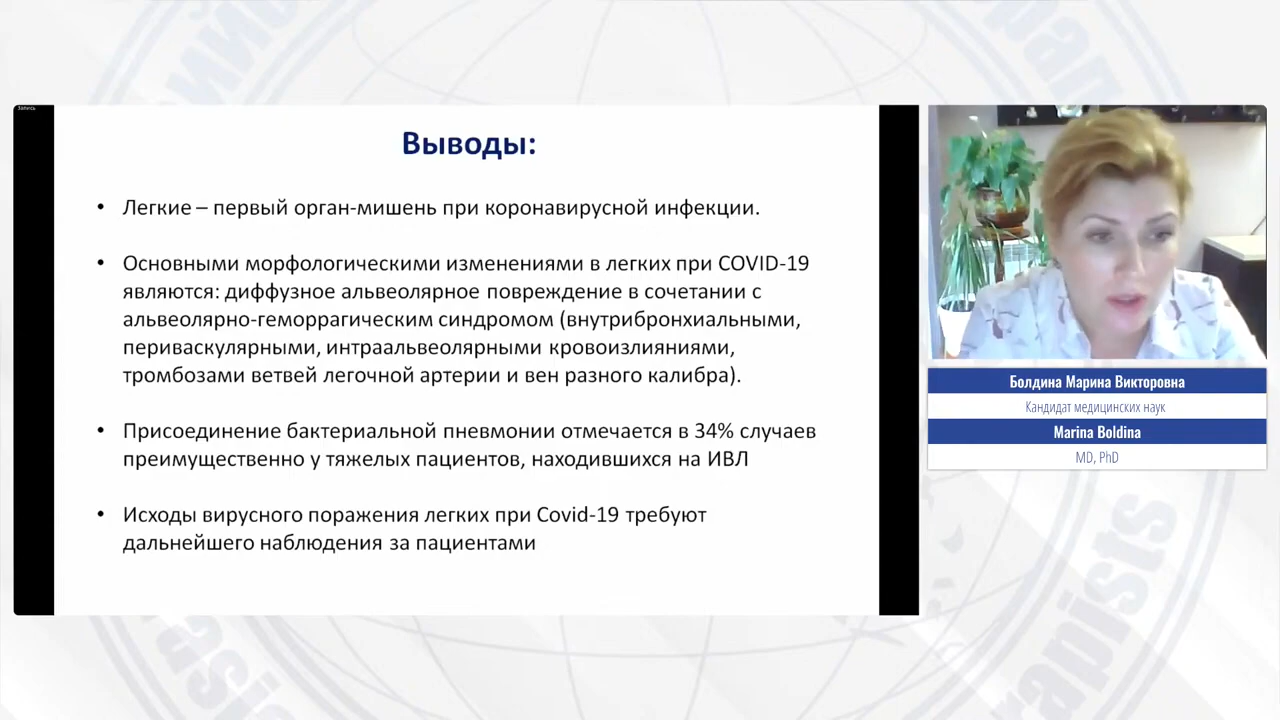 Запись
Выводы:
• Легкие – первый орган-мишень при коронавирусной инфекции.
• Основными морфологическими изменениями в легких при COVID-19
являются: диффузное альвеолярное повреждение в сочетании с
альвеолярно-геморрагическим синдромом (внутрибронхиальными,
периваскулярными, интраальвеолярными кровоизлияниями,
тромбозами ветвей легочной артерии и вен разного калибра).
• Присоединение бактериальной пневмонии отмечается в 34% случаев
преимущественно у тяжелых пациентов, находившихся на ИВЛ
• Исходы вирусного поражения легких при Covid-19 требуют
дальнейшего наблюдения за пациентами
Болдина Марина Викторовна
Кандидат медицинских наук
Marina Boldina
MD, PhD